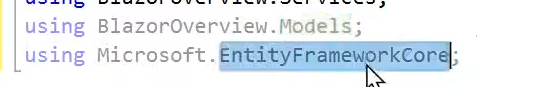 using BlazorOverview.Services;
using BlazorOverview.Models;
using Microsoft.EntityFrameworkCore;